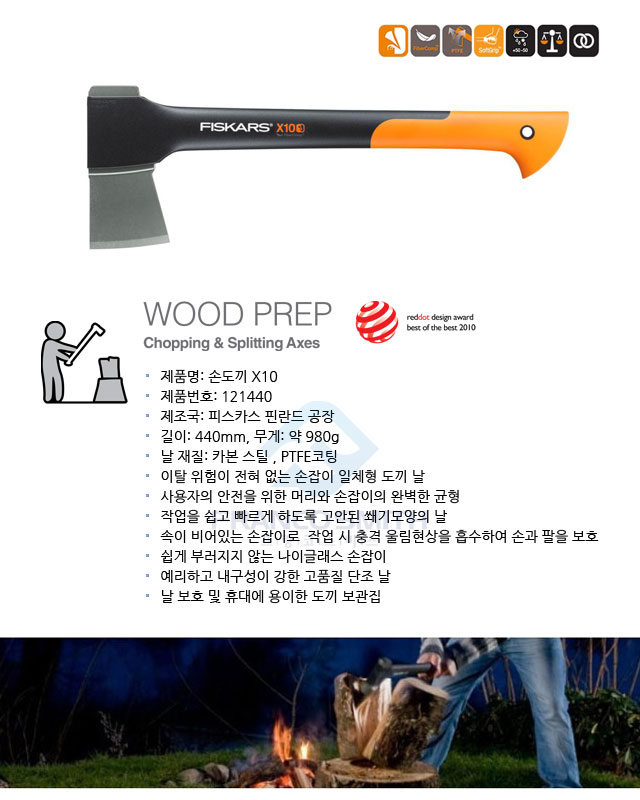 FiberComp
PTFE
SoftGrip
+50 -50
FISKARS® X10 S
WOOD PREP
Chopping & Splitting Axes
reddot design award
best of the best 2010
제품명: 손도끼 X10
제품번호: 121440
제조국: 피스카스 핀란드 공장
길이: 440mm, 무게: 약 980g
날 재질: 카본 스틸 , PTFE코팅
이탈 위험이 전혀 없는 손잡이 일체형 도끼 날
사용자의 안전을 위한 머리와 손잡이의 완벽한 균형
작업을 쉽고 빠르게 하도록 고안된 쐐기모양의 날
FRANCO SMITH
속이 비어있는 손잡이로  작업 시 충격 울림현상을 흡수하여 손과 팔을 보호
쉽게 부러지지 않는 나이글래스 손잡이
예리하고 내구성이 강한 고품질 단조 날
날 보호 및 휴대에 용이한 도끼 보관집